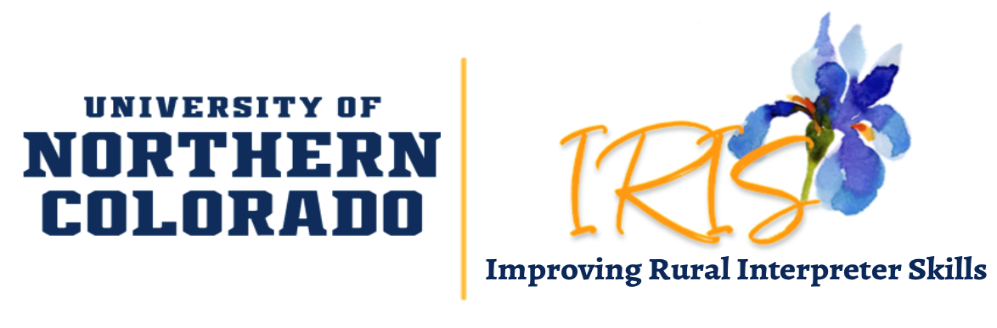 UNIVERSITY OF
NORTHERN
COLORADO
IRIS
Improving Rural Interpreter Skills